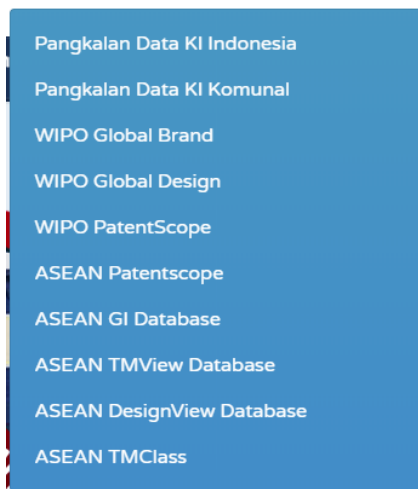 Pangkalan Data KI Indonesia
Pangkalan Data KI Komunal
WIPO Global Brand
WIPO Global Design
WIPO PatentScope
ASEAN Patentscope
ASEAN GI Database
ASEAN TMView Database
ASEAN DesignView Database
ASEAN TMClass